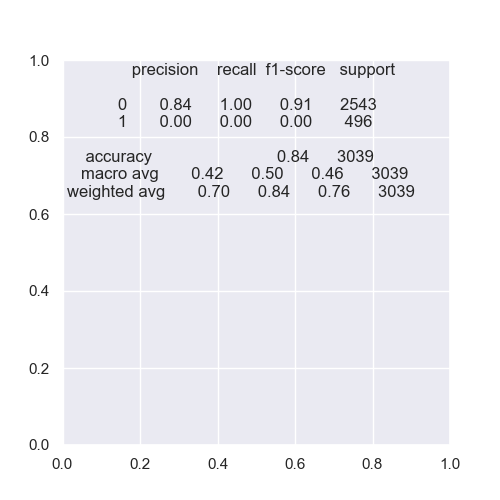 1.0
precision recall f1-score support
0 0.84 1.00 0.91 2543
1 0.00 0.00 0.00 496
0.8
accuracy 0.84 3039
macro avg 0.42 0.50 0.46 3039
weighted avg 0.70 0.84 0.76 3039
0.6
0.4
0.2
0.0
0.0 0.2 0.4 0.6 0.8 1.0